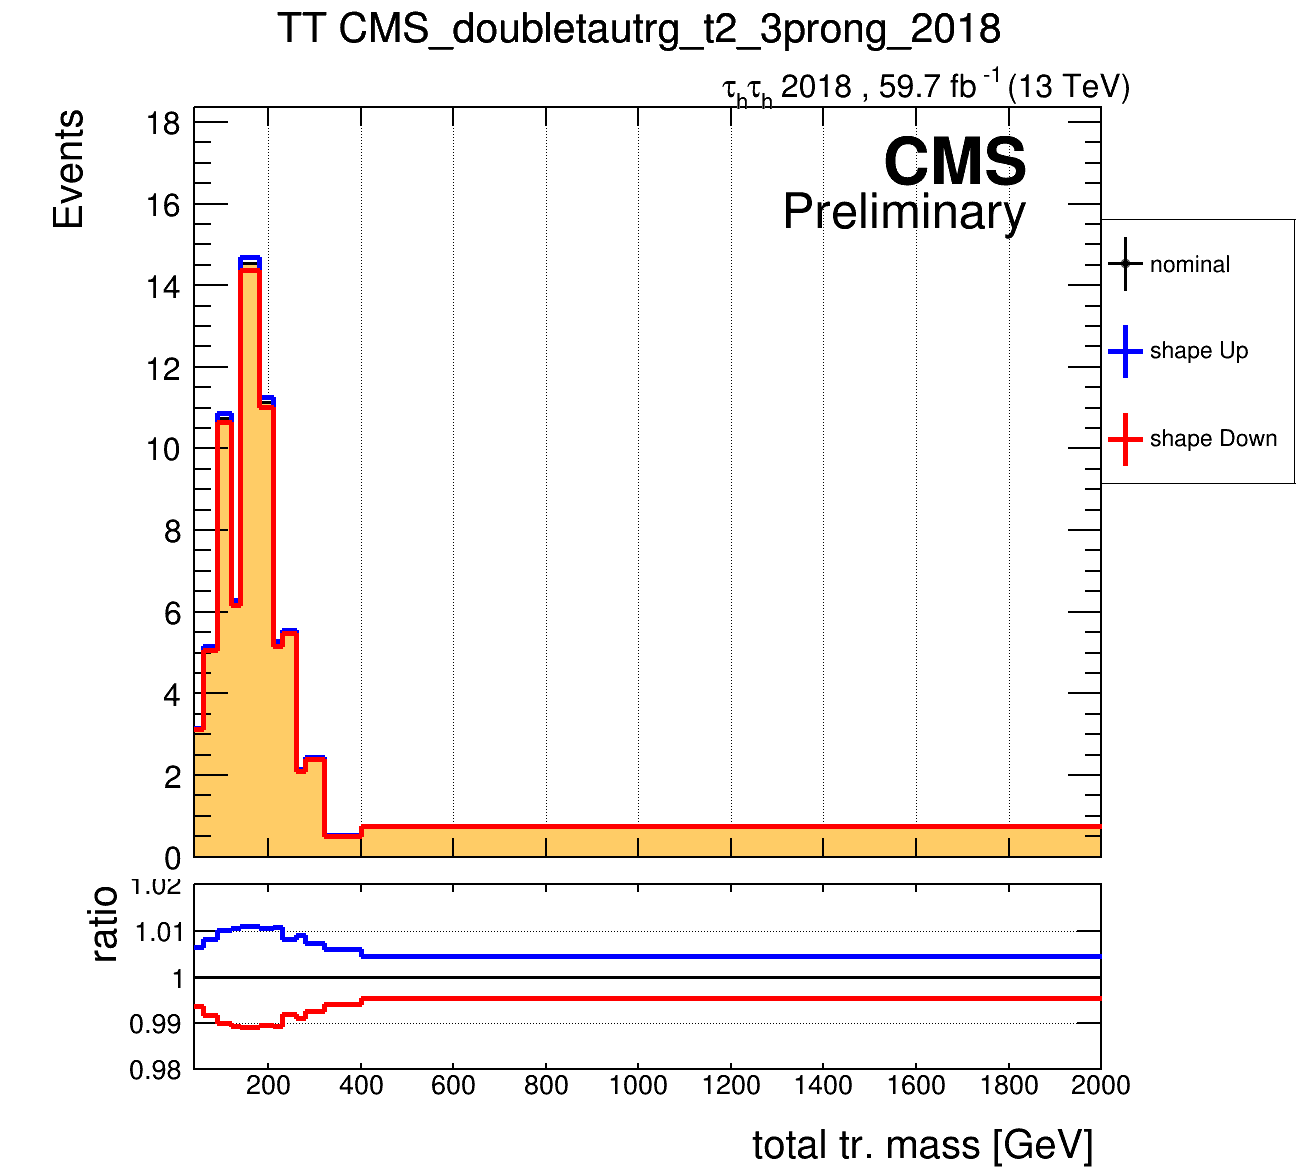 TT CMS_doubletautrg_t2_3prong_2018
τhτh 2018 , 59.7 fb -1 (13 TeV)
Events
18
16
14
12
10
8
6
4
2
0
CMS
Preliminary
nominal
shape Up
shape Down
ratio
1.02
1.01
1
0.99
0.98
200 400 600 800 1000 1200 1400 1600 1800 2000
total tr. mass [GeV]